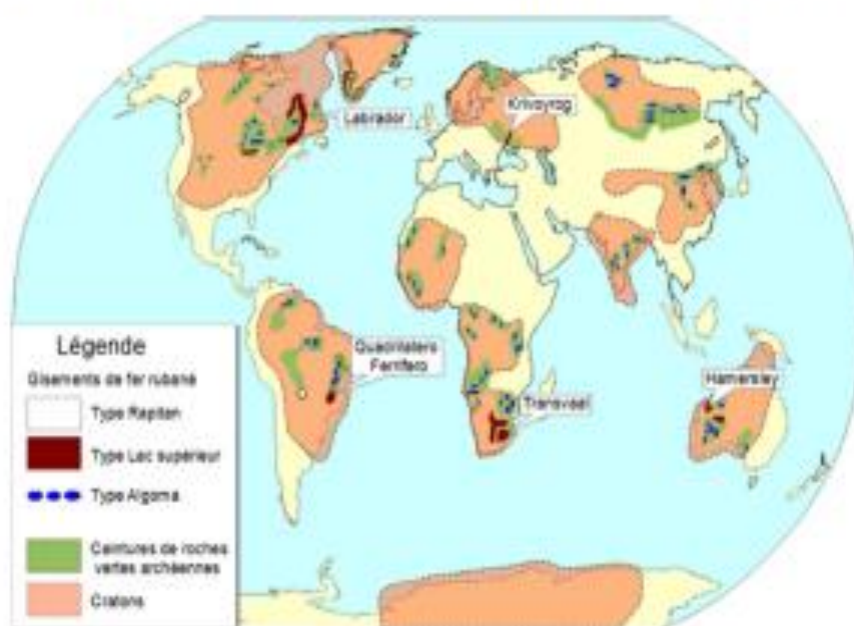 Labrador
Krivoyrog
Quadrilatero
Ferrifero
Transvaal
Hamersley
Légende
Gisements de fer rubané
Type Rapitan
Type Lac supérieur
Type Algoma
Ceintures de roches
vertes archéennes
Cratons